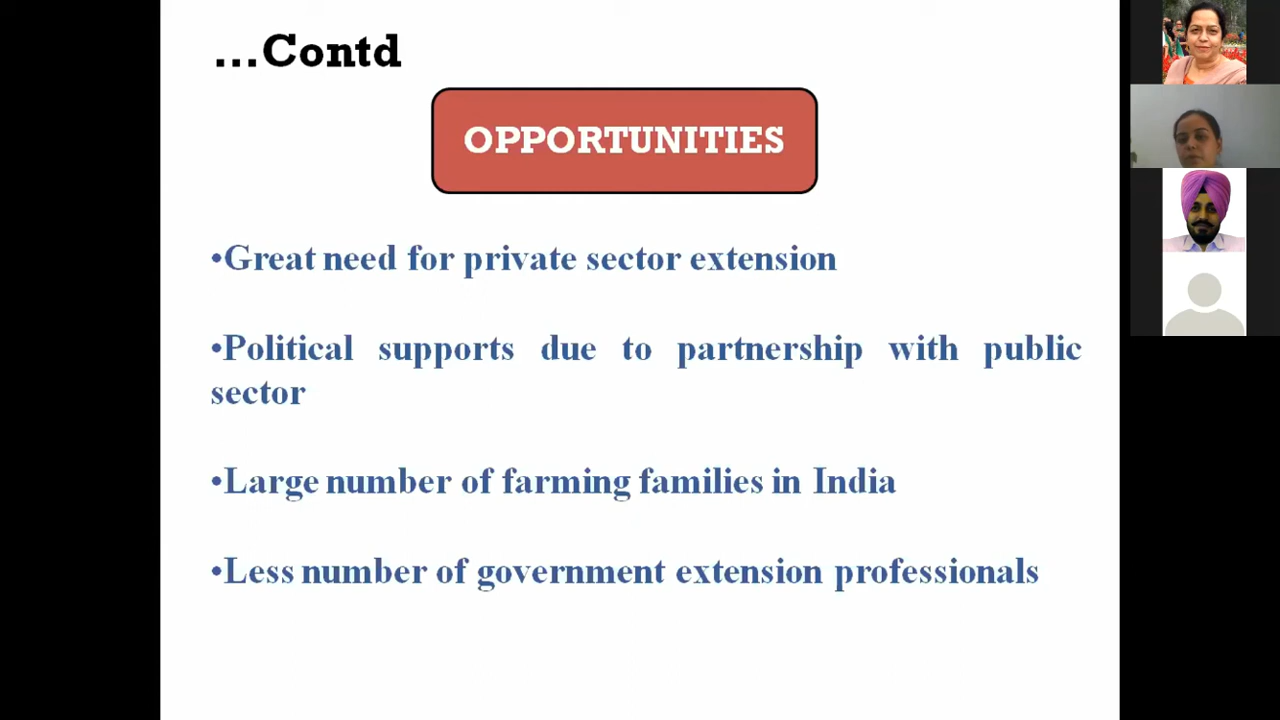 ...Contd
OPPORTUNITIES
•Great need for private sector extension
•Political supports due to partnership with public
sector
•Large number of farming families in India
•Less number of government extension professionals